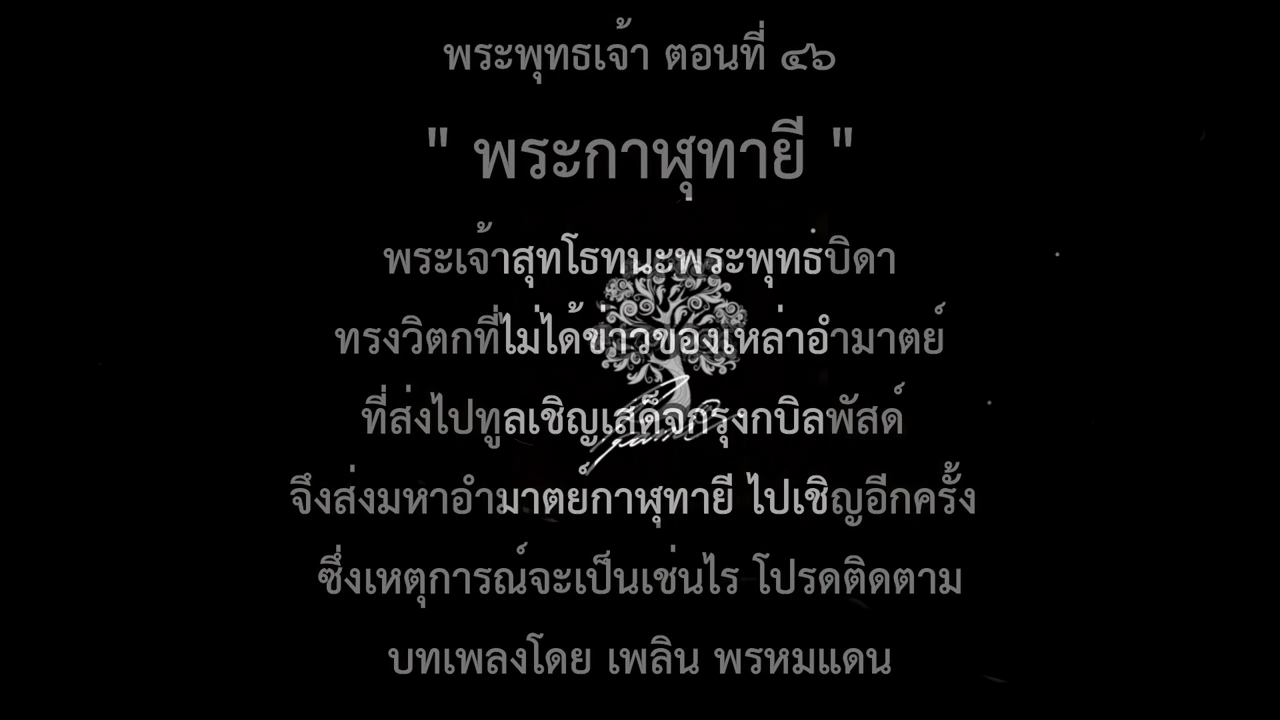 พระพุทธเจ้า ตอนที่ ๔๖
" พระกาฬุทายี "
พระเจ้าสุทโธทนะพระพุทธบิดา
ทรงวิตกที่ไม่ได้ข่าวของเหล่าอำมาตย์
ที่ส่งไปทูลเชิญเสด็จกรุงกบิลพัสด์
จึงส่งมหาอำมาตย์กาฬุทายี ไปเชิญอีกครั้ง
ซึ่งเหตุการณ์จะเป็นเช่นไร โปรดติดตาม
บทเพลงโดย เพลิน พรหมแดน